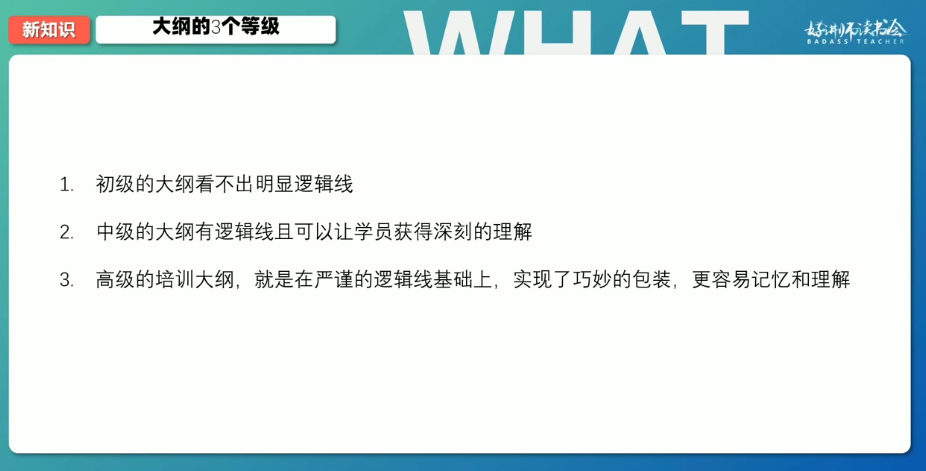 新知识
大纲的3个等级
WHAT
好讲师不读书会
BADASS TEACHER
1. 初级的大纲看不出明显逻辑线
2. 中级的大纲有逻辑线且可以让学员获得深刻的理解
3. 高级的培训大纲，就是在严谨的逻辑线基础上，实现了巧妙的包装，更容易记忆和理解